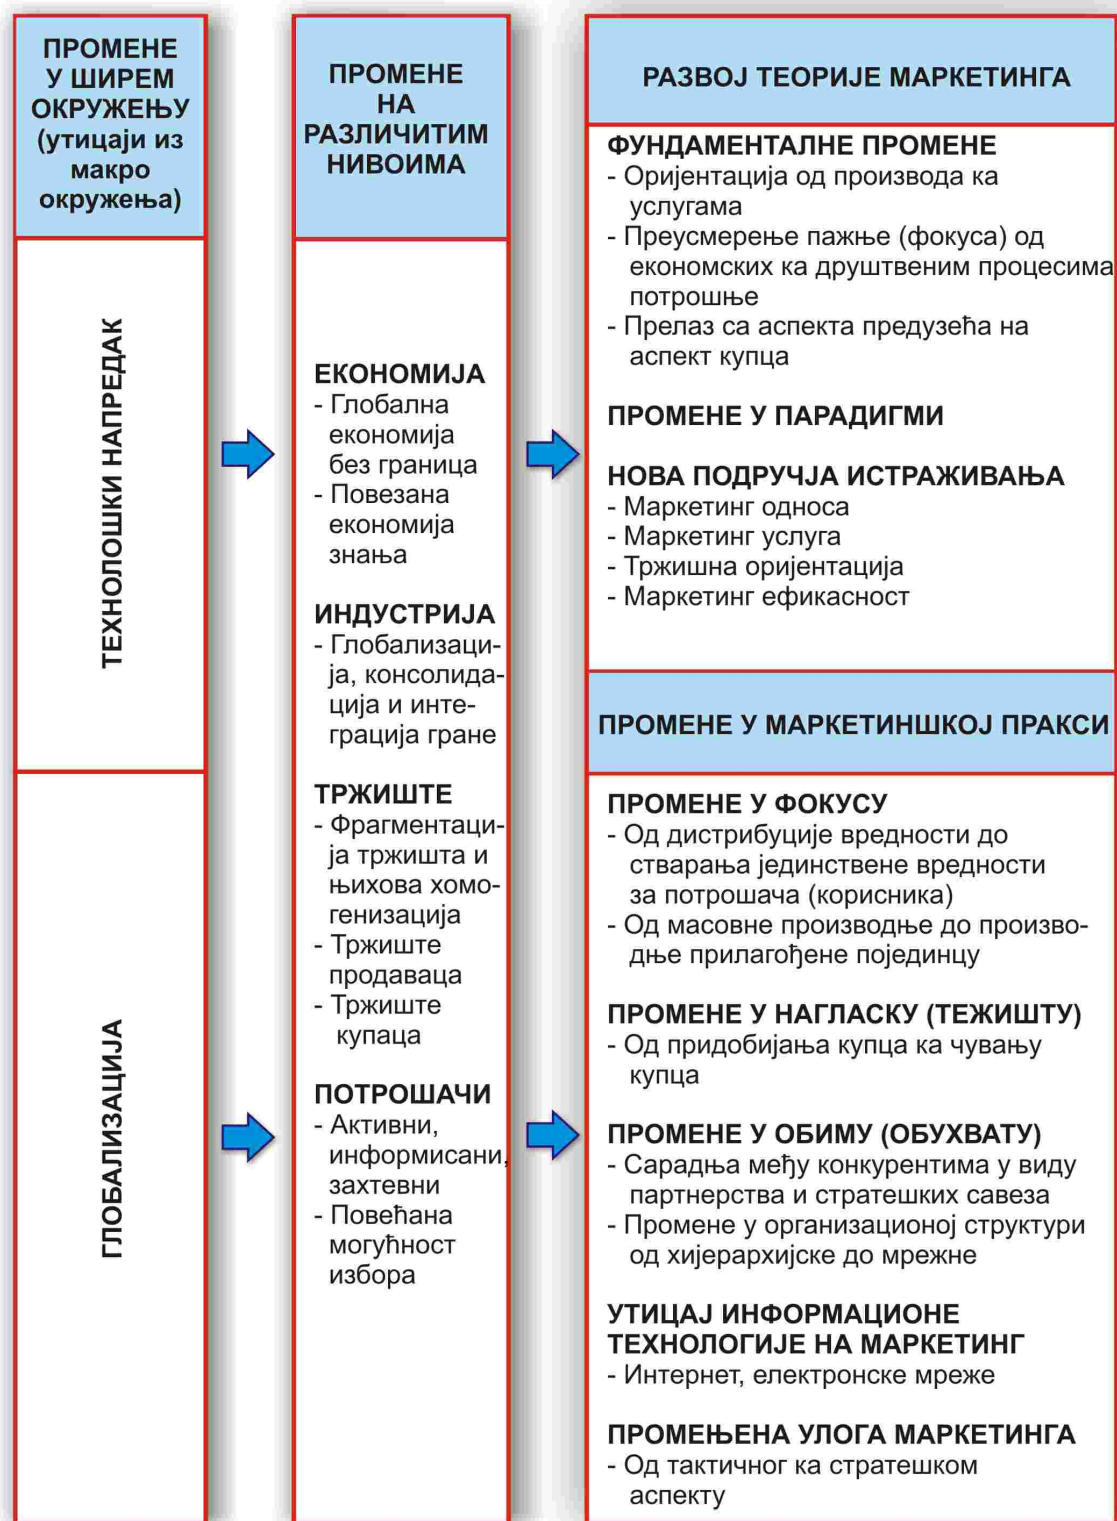 ПРОМЕНЕ
У ШИРЕМ
ОКРУЖЕЊУ
(утицаји из
макро
окружења)
ТЕХНОЛОШКИ НАПРЕДАК
ГЛОБАЛИЗАЦИЈА
ПРОМЕНЕ
НА
РАЗЛИЧИТИМ
НИВОИМА
ЕКОНОМИЈА
- Глобална
економија
без граница
- Повезана
економија
знања
ИНДУСТРИЈА
- Глобализаци-
ја, консолида-
ција и инте-
грација гране
ТРЖИШТЕ
- Фрагментаци-
ја тржишта и
њихова хомо-
генизација
- Тржиште
продаваца
- Тржиште
купаца
ПОТРОШАЧИ
- Активни,
информисани,
захтевни
- Повећана
могућност
избора
РАЗВОЈ ТЕОРИЈЕ МАРКЕТИНГА
ФУНДАМЕНТАЛНЕ ПРОМЕНЕ
- Оријентација од производа ка
услугама
- Преусмерење пажње (фокуса) од
економских ка друштвеним процесима
потрошње
- Прелаз са аспекта предузећа на
аспект купца
ПРОМЕНЕ У ПАРАДИГМИ
НОВА ПОДРУЧЈА ИСТРАЖИВАЊА
- Маркетинг односа
- Маркетинг услуга
- Тржишна оријентација
- Маркетинг ефикасност
ПРОМЕНЕ У МАРКЕТИНШКОЈ ПРАКСИ
ПРОМЕНЕ У ФОКУСУ
- Од дистрибуције вредности до
стварања јединствене вредности
за потрошача (корисника)
- Од масовне производње до произво-
дње прилагођене појединцу
ПРОМЕНЕ У НАГЛАСКУ (ТЕЖИШТУ)
- Од придобијања купца ка чувању
купца
ПРОМЕНЕ У ОБИМУ (ОБУХВАТУ)
- Сарадња међу конкурентима у виду
партнерства и стратешких савеза
- Промене у организационој структури
од хијерархијске до мрежне
УТИЦАЈ ИНФОРМАЦИОНЕ
ТЕХНОЛОГИЈЕ НА МАРКЕТИНГ
- Интернет, електронске мреже
ПРОМЕЊЕНА УЛОГА МАРКЕТИНГА
- Од тактичног ка стратешком
аспекту